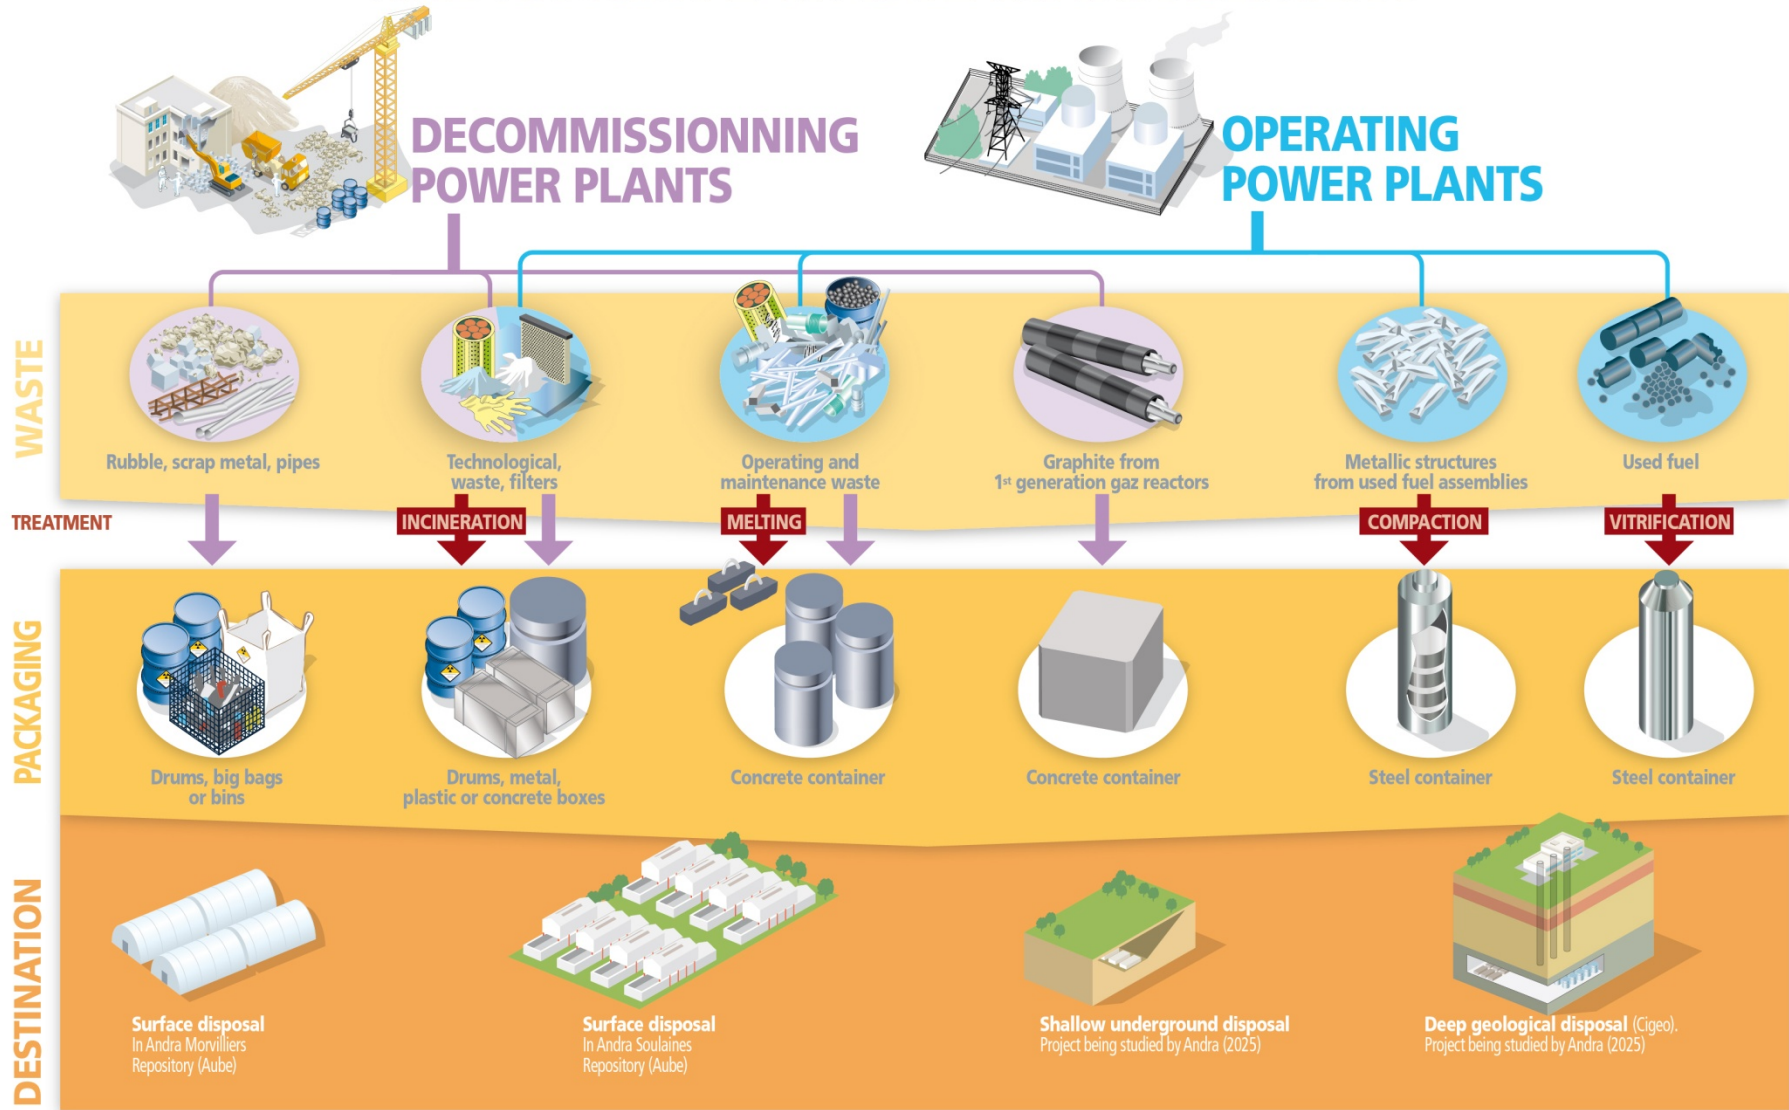 DECOMMISSIONNING
POWER PLANTS
OPERATING
POWER PLANTS
WASTE
Rubble, scrap metal, pipes
Technological,
waste, filters
Operating and
maintenance waste
Graphite from
1st generation gaz reactors
Metallic structures
from used fuel assemblies
Used fuel
TREATMENT
INCINERATION
MELTING
COMPACTION
VITRIFICATION
PACKAGING
Drums, big bags
or bins
Drums, metal,
plastic or concrete boxes
Concrete container
Concrete container
Steel container
Steel container
DESTINATION
Surface disposal
In Andra Morvilliers
Repository (Aube)
Surface disposal
In Andra Soulaines
Repository (Aube)
Shallow underground disposal
Project being studied by Andra (2025)
Deep geological disposal (Cigeo).
Project being studied by Andra (2025)